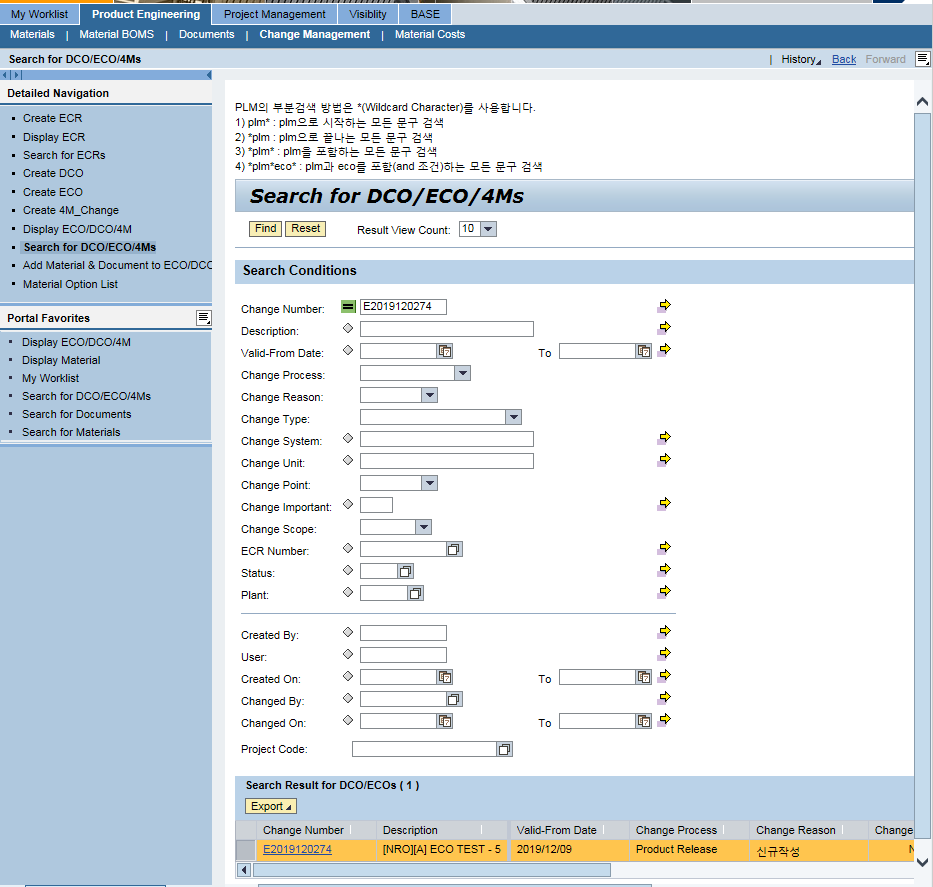 My Worklist Product Engineering Project Management Visiblity BASE
Materials | Material BOMS | Documents | Change Management | Material Costs
Search for DCO/ECO/4Ms | History Back Forward
Detailed Navigation
Create ECR
Display ECR
Search for ECRs
Create DCO
Create ECO
Create 4M_Change
Display ECO/DCO/4M
Search for DCO/ECO/4Ms
Add Material & Document to ECO/DCO
Material Option List
Portal Favorites
Display ECO/DCO/4M
Display Material
My Worklist
Search for DCO/ECO/4Ms
Search for Documents
Search for Materials
PLM의 부분검색 방법은 *(Wildcard Character)를 사용합니다.
1) plm* : plm으로 시작하는 모든 문구 검색
2) *plm : plm으로 끝나는 모든 문구 검색
3) *plm* : plm을 포함하는 모든 문구 검색
4) *plm*eco* : plm과 eco를 포함(and 조건)하는 모든 문구 검색
Search for DCO/ECO/4Ms
Find Reset Result View Count: 10
Search Conditions
Change Number: E2019120274
Description:
Valid-From Date: To
Change Process:
Change Reason:
Change Type:
Change System:
Change Unit:
Change Point:
Change Important:
Change Scope:
ECR Number:
Status:
Plant:
Created By:
User:
Created On: To
Changed By:
Changed On: To
Project Code:
Search Result for DCO/ECOs ( 1 )
Export
Change Number Description Valid-From Date Change Process Change Reason Change
E2019120274 [NRO][A] ECO TEST - 5 2019/12/09 Product Release 신규작성